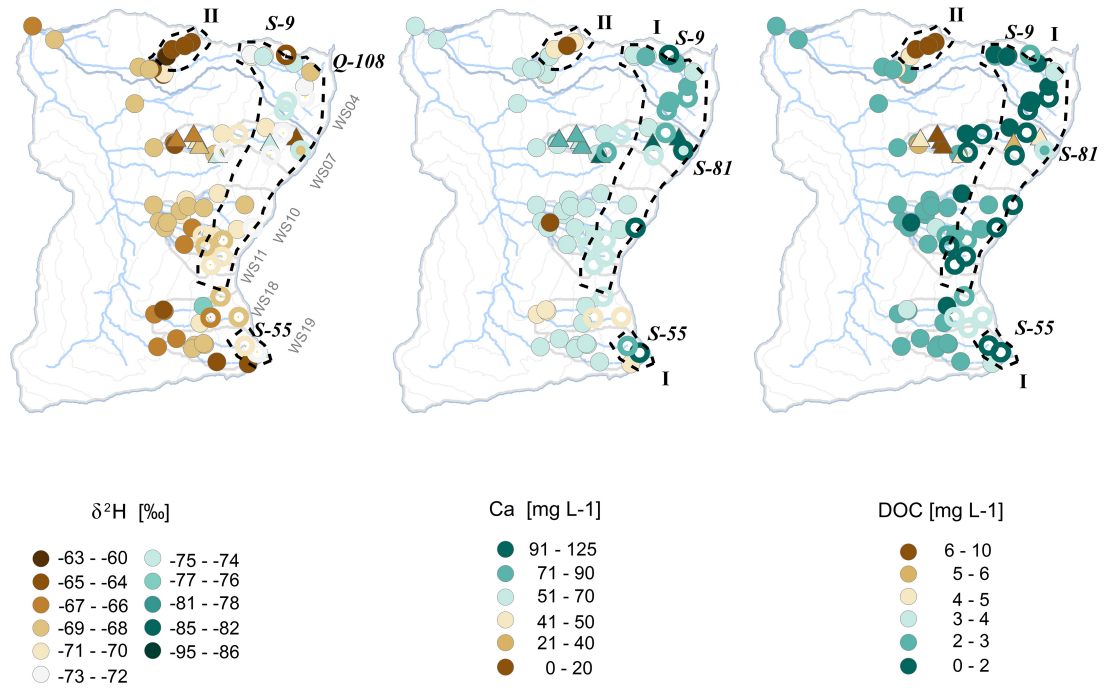 II
S-9
Q-108
WS04
WS07
WS10
WS11
WS18
S-55
WS19
II
I
S-9
S-81
S-55
I
II
S-9
I
S-81
S-55
I
δ²H [‰]
-63 - -60
-65 - -64
-67 - -66
-69 - -68
-71 - -70
-73 - -72
-75 - -74
-77 - -76
-81 - -78
-85 - -82
-95 - -86
Ca [mg L-1]
91 - 125
71 - 90
51 - 70
41 - 50
21 - 40
0 - 20
DOC [mg L-1]
6 - 10
5 - 6
4 - 5
3 - 4
2 - 3
0 - 2